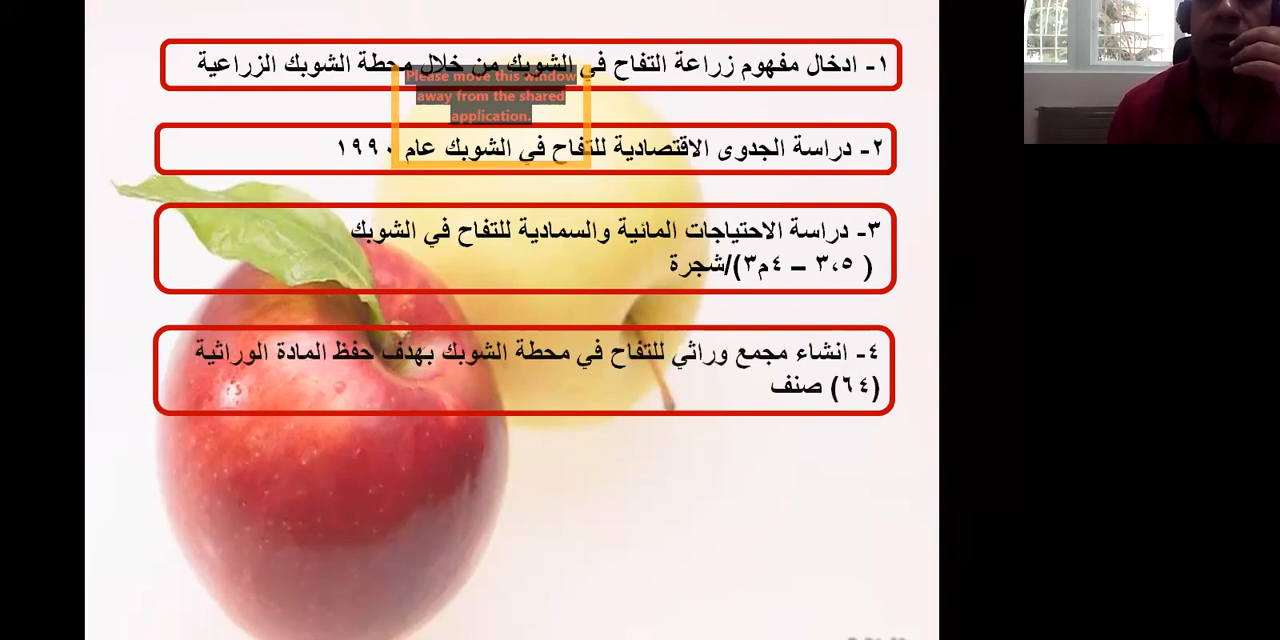 ١- ادخال مفهوم زراعة التفاح في الشوبك من خلال محطة الشوبك الزراعية
Please move this window
away from the shared
application.
٢- دراسة الجدوى الاقتصادية للتفاح في الشوبك عام ١٩٩٠
٣- دراسة الاحتياجات المائية والسمادية للتفاح في الشوبك
( ٣،٥ – ٤م٣)/شجرة
٤- انشاء مجمع وراثي للتفاح في محطة الشوبك بهدف حفظ المادة الوراثية
(٦٤) صنف